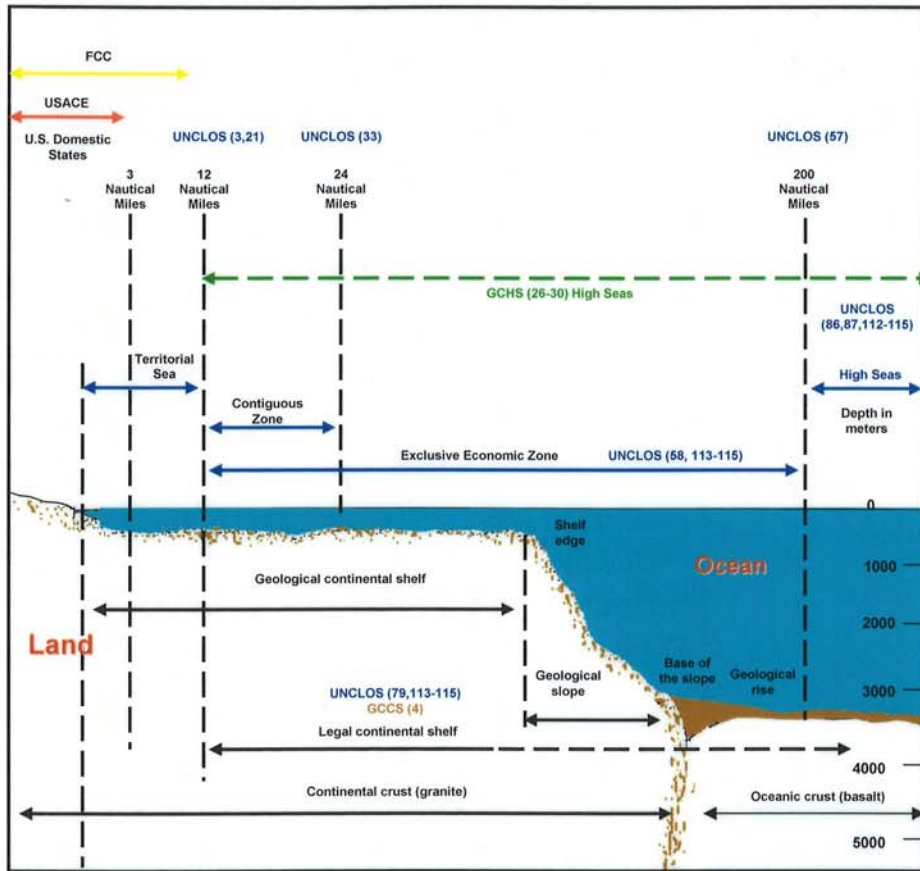 FCC
USACE
U.S. Domestic
States
UNCLOS (3,21)
UNCLOS (33)
UNCLOS (57)
3
Nautical
Miles
12
Nautical
Miles
24
Nautical
Miles
200
Nautical
Miles
GCHS (26-30) High Seas
UNCLOS
(86,87,112-115)
Territorial
Sea
High Seas
Contiguous
Zone
Depth in
meters
Exclusive Economic Zone
UNCLOS (58, 113-115)
0
Shelf
edge
Ocean
1000
Geological continental shelf
2000
Land
Base of
the slope
Geological
rise
Geological
slope
3000
UNCLOS (79,113-115)
GCCS (4)
Legal continental shelf
4000
Continental crust (granite)
Oceanic crust (basalt)
5000